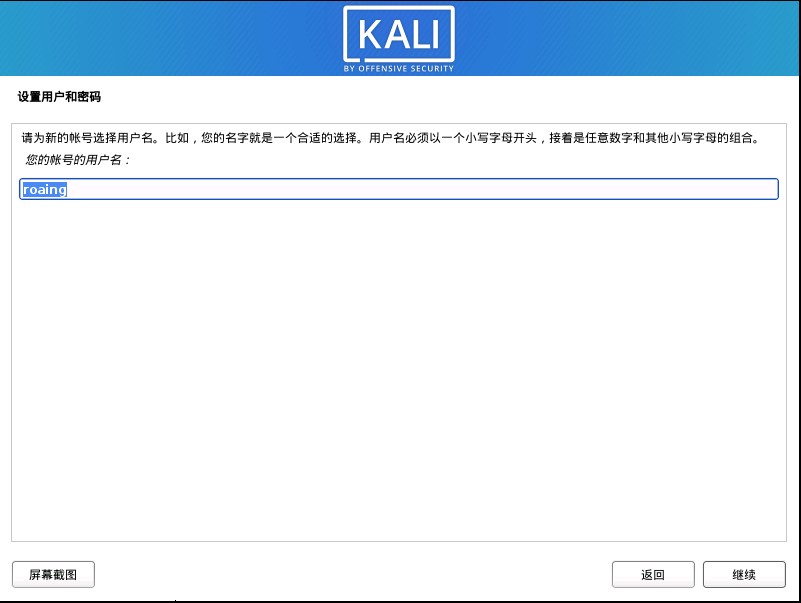 KALI
BY OFFENSIVE SECURITY
设置用户和密码
请为新的帐号选择用户名。比如，您的名字就是一个合适的选择。用户名必须以一个小写字母开头，接着是任意数字和其他小写字母的组合。
您的帐号的用户名：
roaing
屏幕截图
返回
继续